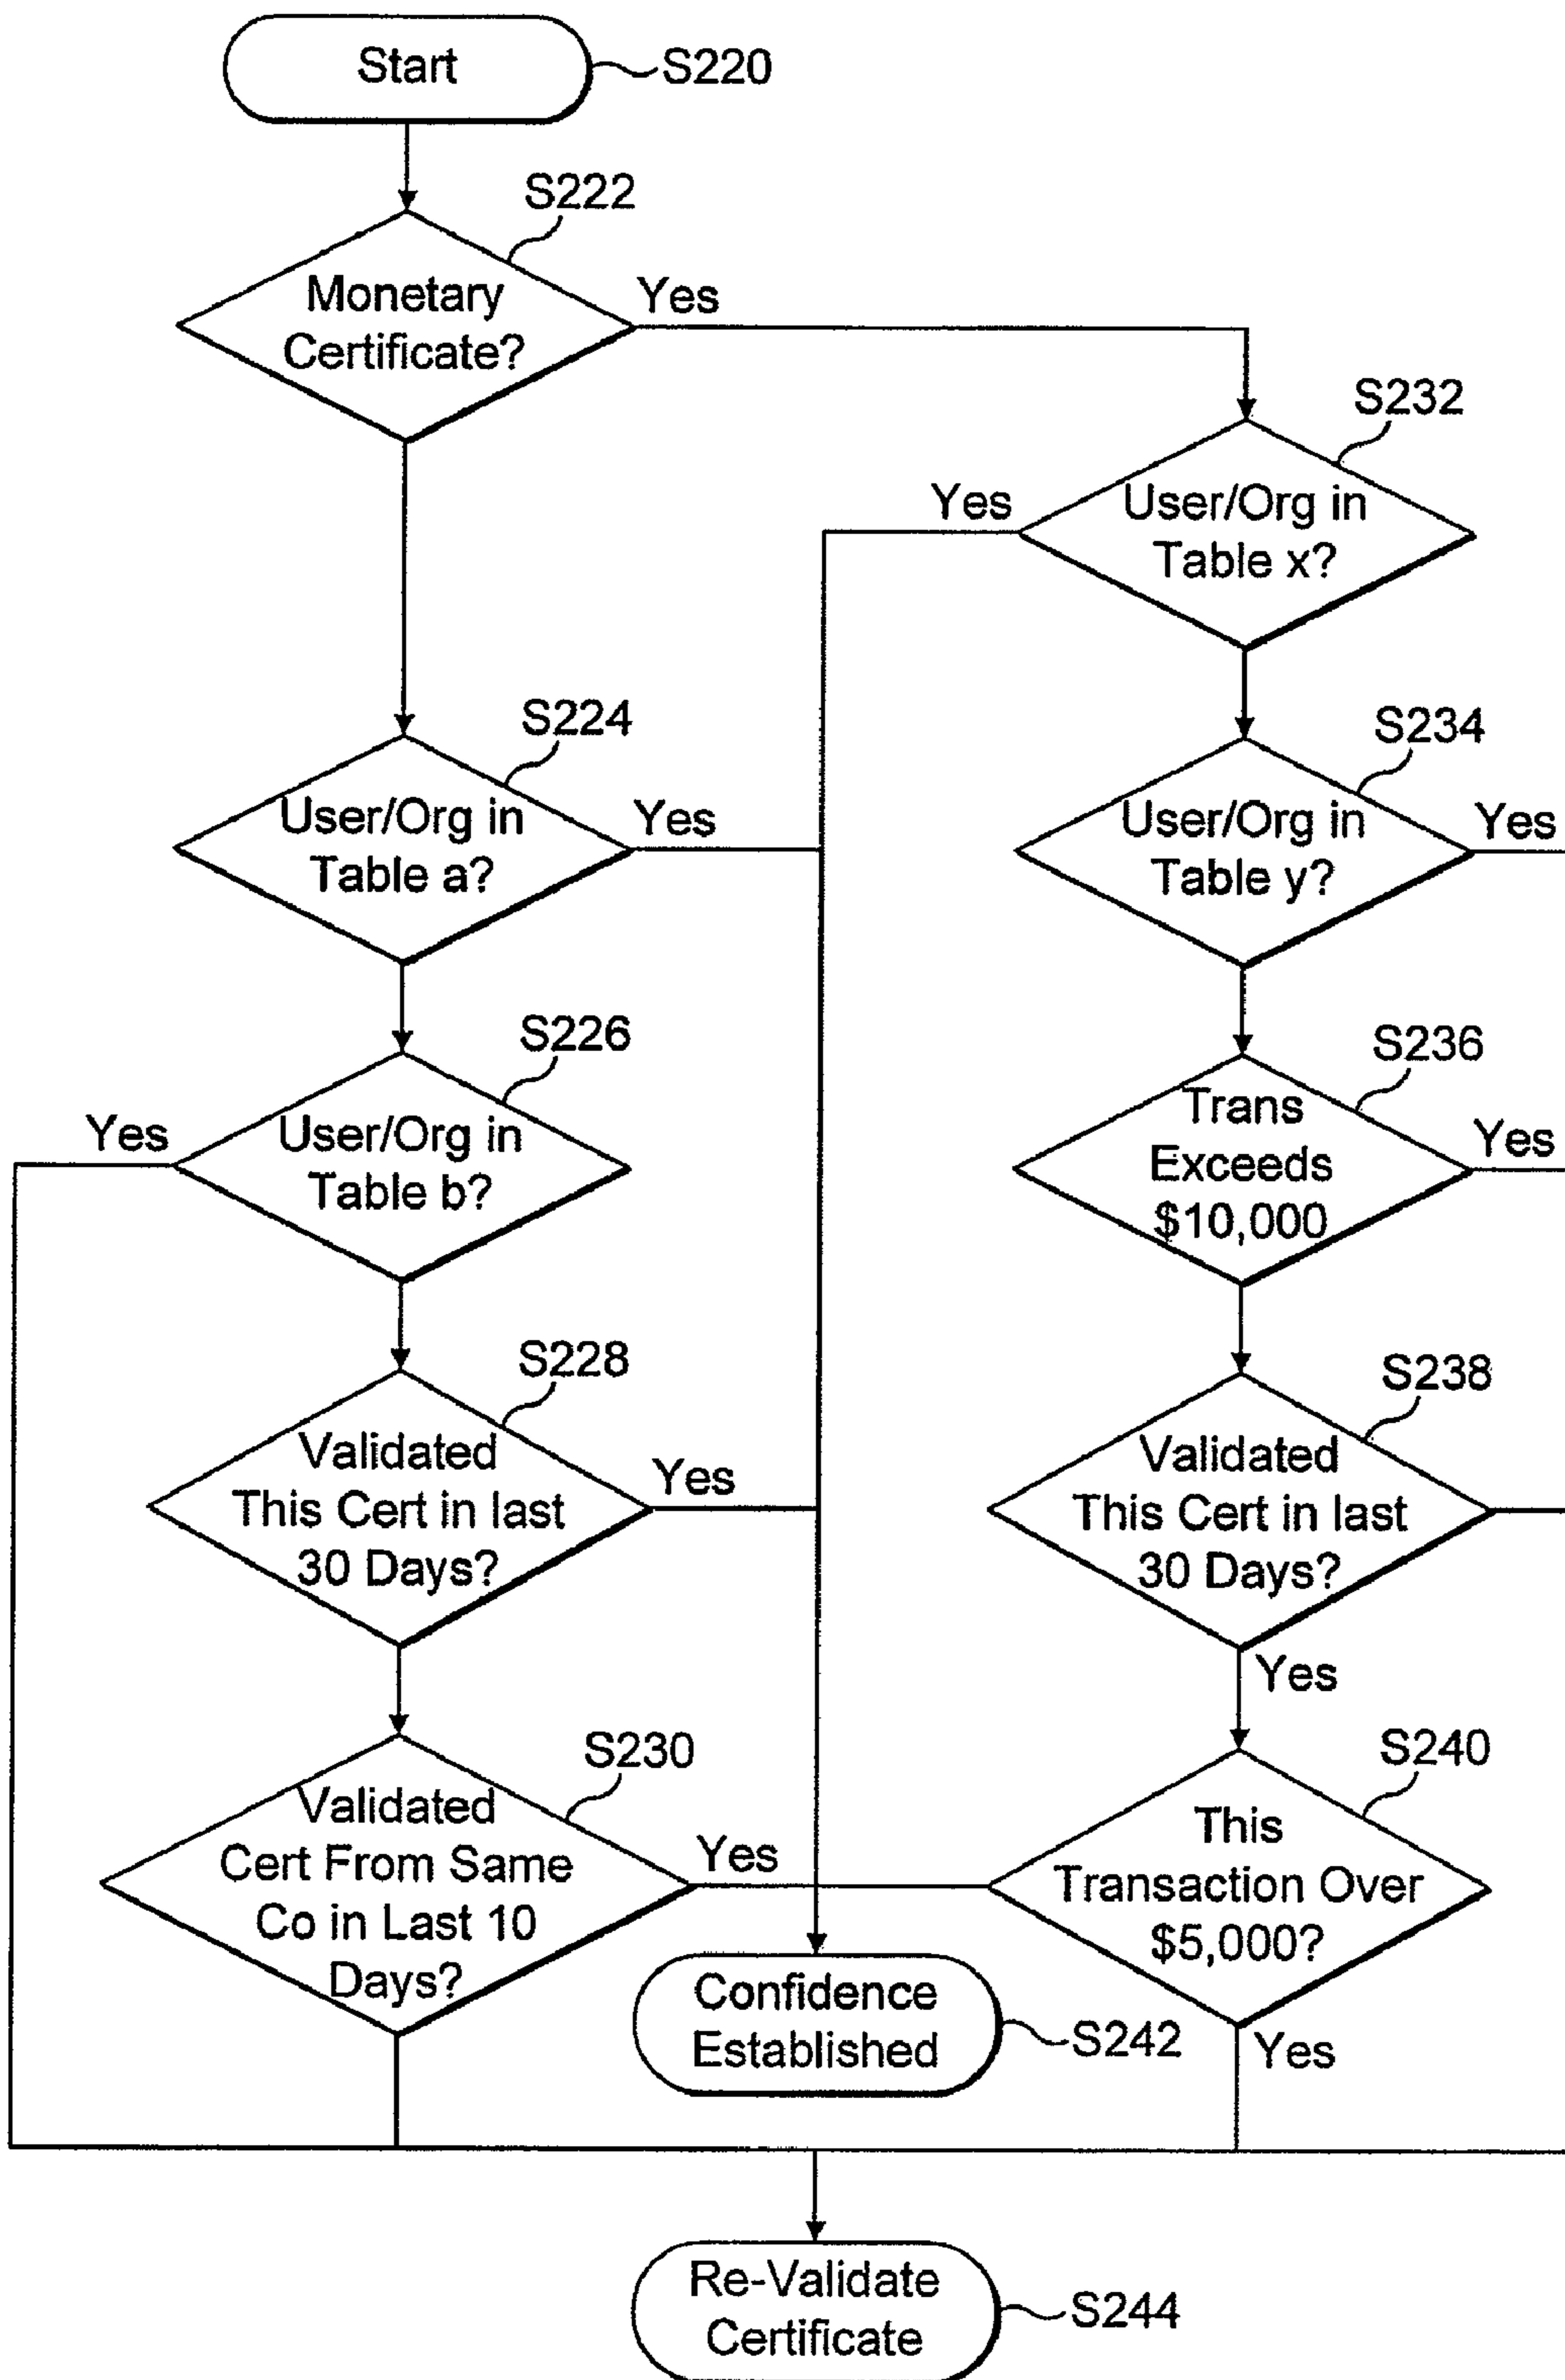 Start
S220
S222
Monetary
Certificate?
Yes
S232
User/Org in
Table x?
Yes
S224
User/Org in
Table a?
Yes
S234
User/Org in
Table y?
Yes
S226
User/Org in
Table b?
Yes
S236
Trans
Exceeds
$10,000
Yes
S228
Validated
This Cert in last
30 Days?
Yes
S238
Validated
This Cert in last
30 Days?
Yes
S230
Validated
Cert From Same
Co in Last 10
Days?
Yes
S240
This
Transaction Over
$5,000?
Yes
Confidence
Established
S242
Re-Validate
Certificate
S244